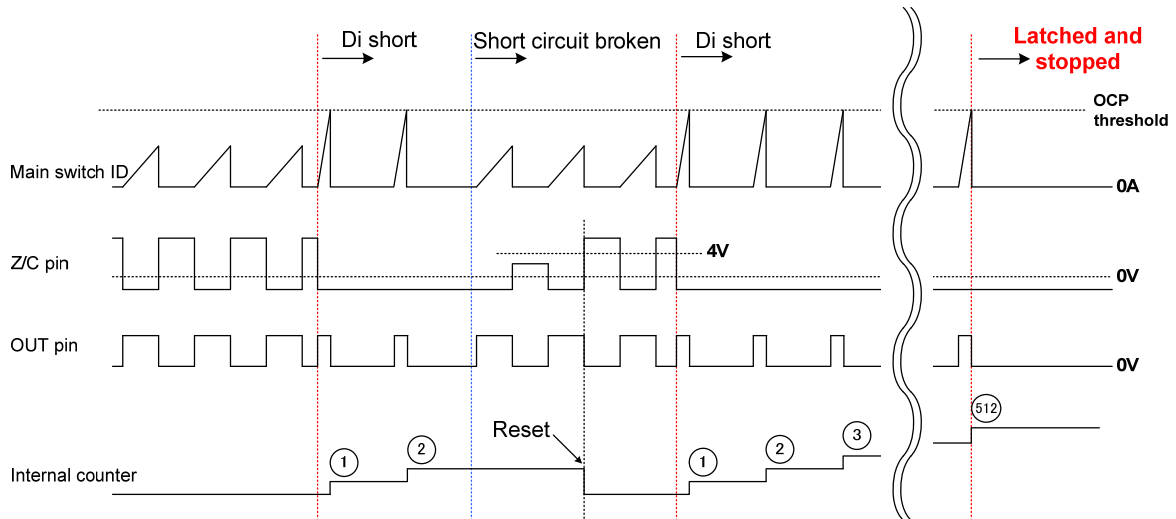 Di short
Short circuit broken
Di short
Latched and
stopped
OCP
threshold
Main switch ID
0A
4V
Z/C pin
0V
OUT pin
0V
Reset
512
1
2
1
2
3
Internal counter